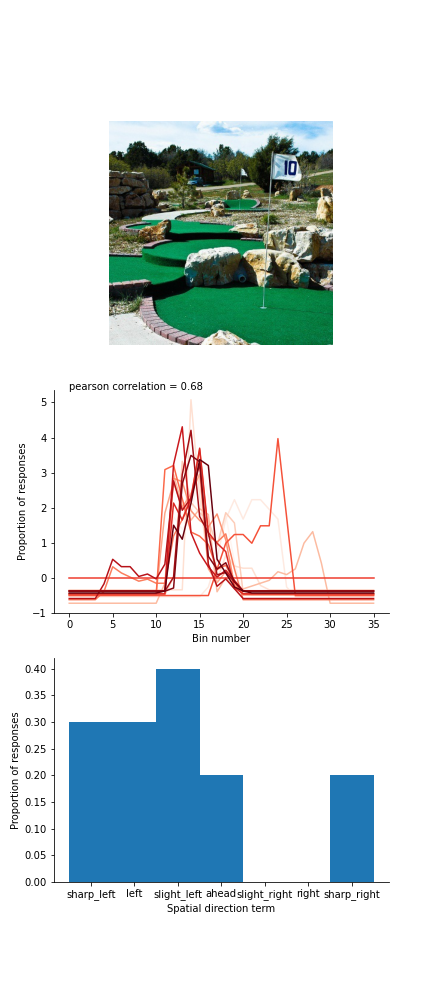 10
pearson correlation = 0.68
Proportion of responses
5
4
3
2
1
0
−1
0 5 10 15 20 25 30 35
Bin number
Proportion of responses
0.40
0.35
0.30
0.25
0.20
0.15
0.10
0.05
0.00
sharp_left left slight_left ahead slight_right right sharp_right
Spatial direction term